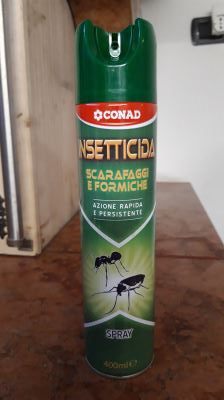 CONAD
INSETTICIDA
SCARAFAGGI
E FORMICHE
AZIONE RAPIDA
E PERSISTENTE
SPRAY
400ml ℮